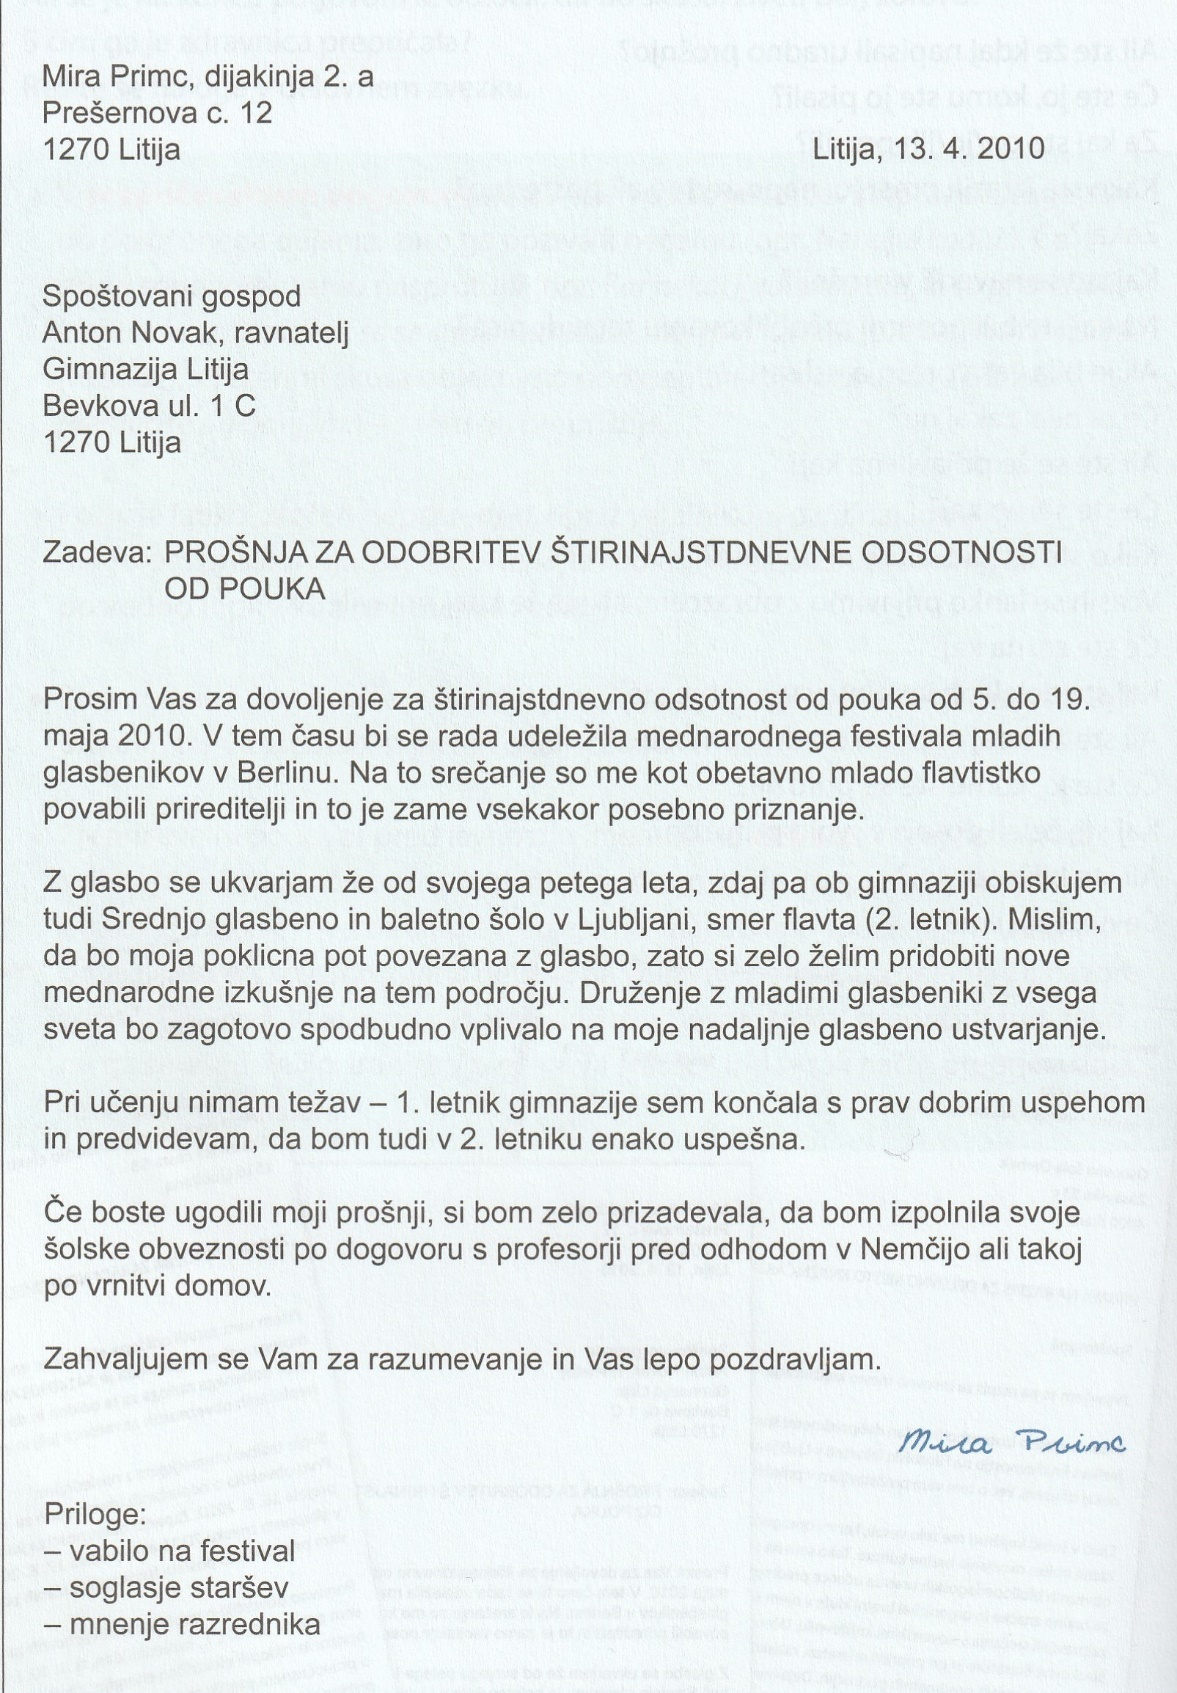 Mira Primc, dijakinja 2. a
Prešernova c. 12
1270 Litija
Litija, 13. 4. 2010
Spoštovani gospod
Anton Novak, ravnatelj
Gimnazija Litija
Bevkova ul. 1 C
1270 Litija
Zadeva: PROŠNJA ZA ODOBRITEV ŠTIRINAJSTDNEVNE ODSOTNOSTI
OD POUKA
Prosim Vas za dovoljenje za štirinajstdnevno odsotnost od pouka od 5. do 19.
maja 2010. V tem času bi se rada udeležila mednarodnega festivala mladih
glasbenikov v Berlinu. Na to srečanje so me kot obetavno mlado flavtistko
povabili prireditelji in to je zame vsekakor posebno priznanje.
Z glasbo se ukvarjam že od svojega petega leta, zdaj pa ob gimnaziji obiskujem
tudi Srednjo glasbeno in baletno šolo v Ljubljani, smer flavta (2. letnik). Mislim,
da bo moja poklicna pot povezana z glasbo, zato si zelo želim pridobiti nove
mednarodne izkušnje na tem področju. Druženje z mladimi glasbeniki z vsega
sveta bo zagotovo spodbudno vplivalo na moje nadaljnje glasbeno ustvarjanje.
Pri učenju nimam težav – 1. letnik gimnazije sem končala s prav dobrim uspehom
in predvidevam, da bom tudi v 2. letniku enako uspešna.
Če boste ugodili moji prošnji, si bom zelo prizadevala, da bom izpolnila svoje
šolske obveznosti po dogovoru s profesorji pred odhodom v Nemčijo ali takoj
po vrnitvi domov.
Zahvaljujem se Vam za razumevanje in Vas lepo pozdravljam.
Mira Primc
Priloge:
– vabilo na festival
– soglasje staršev
– mnenje razrednika